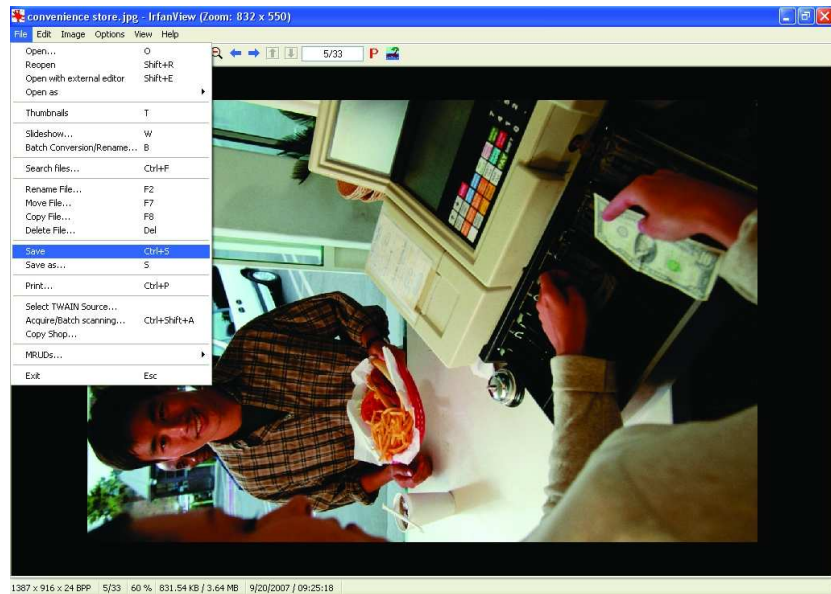 convenience store.jpg - IrfanView (Zoom: 832 x 550)
File Edit Image Options View Help
5/33 P
Open... O
Reopen Shift+R
Open with external editor Shift+E
Open as
Thumbnails T
Slideshow... W
Batch Conversion/Rename... B
Search files... Ctrl+F
Rename File... F2
Move File... F7
Copy File... F8
Delete File... Del
Save Ctrl+S
Save as... S
Print... Ctrl+P
Select TWAIN Source...
Acquire/Batch scanning... Ctrl+Shift+A
Copy Shop...
MRUDs...
Exit Esc
1387 x 916 x 24 BPP 5/33 60 % 831.54 KB / 3.64 MB 9/20/2007 / 09:25:18